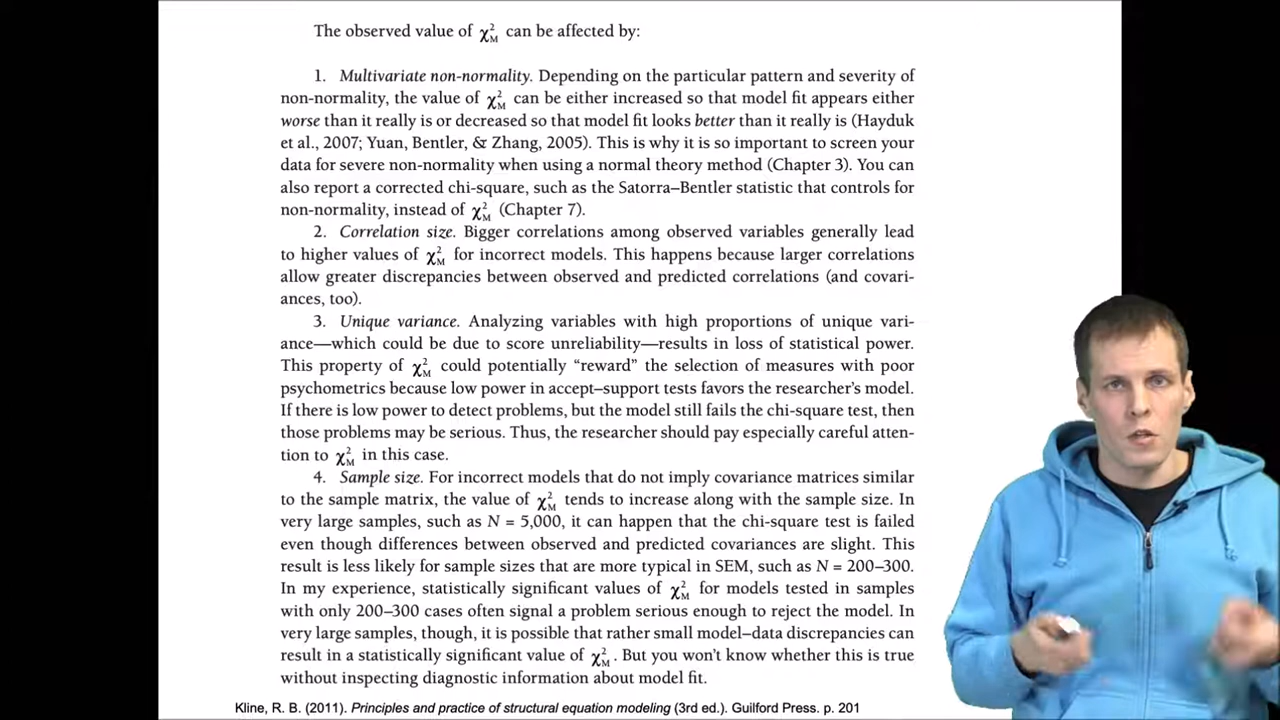 The observed value of χ²M can be affected by:
1. Multivariate non-normality. Depending on the particular pattern and severity of
non-normality, the value of χ²M can be either increased so that model fit appears either
worse than it really is or decreased so that model fit looks better than it really is (Hayduk
et al., 2007; Yuan, Bentler, & Zhang, 2005). This is why it is so important to screen your
data for severe non-normality when using a normal theory method (Chapter 3). You can
also report a corrected chi-square, such as the Satorra–Bentler statistic that controls for
non-normality, instead of χ²M (Chapter 7).
2. Correlation size. Bigger correlations among observed variables generally lead
to higher values of χ²M for incorrect models. This happens because larger correlations
allow greater discrepancies between observed and predicted correlations (and covari-
ances, too).
3. Unique variance. Analyzing variables with high proportions of unique vari-
ance—which could be due to score unreliability—results in loss of statistical power.
This property of χ²M could potentially “reward” the selection of measures with poor
psychometrics because low power in accept–support tests favors the researcher’s model.
If there is low power to detect problems, but the model still fails the chi-square test, then
those problems may be serious. Thus, the researcher should pay especially careful atten-
tion to χ²M in this case.
4. Sample size. For incorrect models that do not imply covariance matrices similar
to the sample matrix, the value of χ²M tends to increase along with the sample size. In
very large samples, such as N = 5,000, it can happen that the chi-square test is failed
even though differences between observed and predicted covariances are slight. This
result is less likely for sample sizes that are more typical in SEM, such as N = 200–300.
In my experience, statistically significant values of χ²M for models tested in samples
with only 200–300 cases often signal a problem serious enough to reject the model. In
very large samples, though, it is possible that rather small model–data discrepancies can
result in a statistically significant value of χ²M. But you won’t know whether this is true
without inspecting diagnostic information about model fit.
Kline, R. B. (2011). Principles and practice of structural equation modeling (3rd ed.). Guilford Press. p. 201